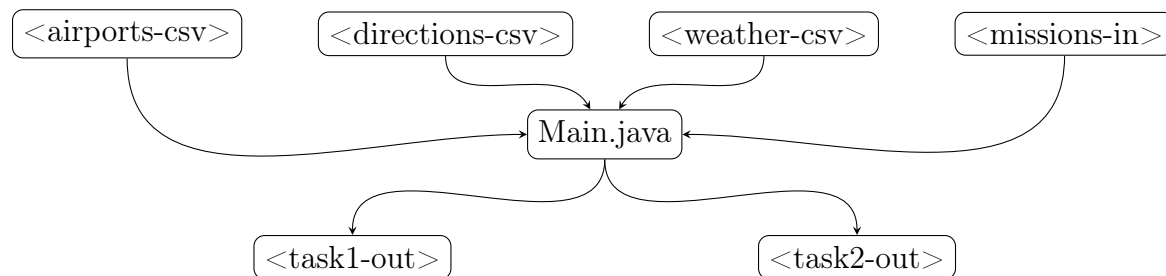 <airports-csv>
<directions-csv>
<weather-csv>
<missions-in>
Main.java
<task1-out>
<task2-out>